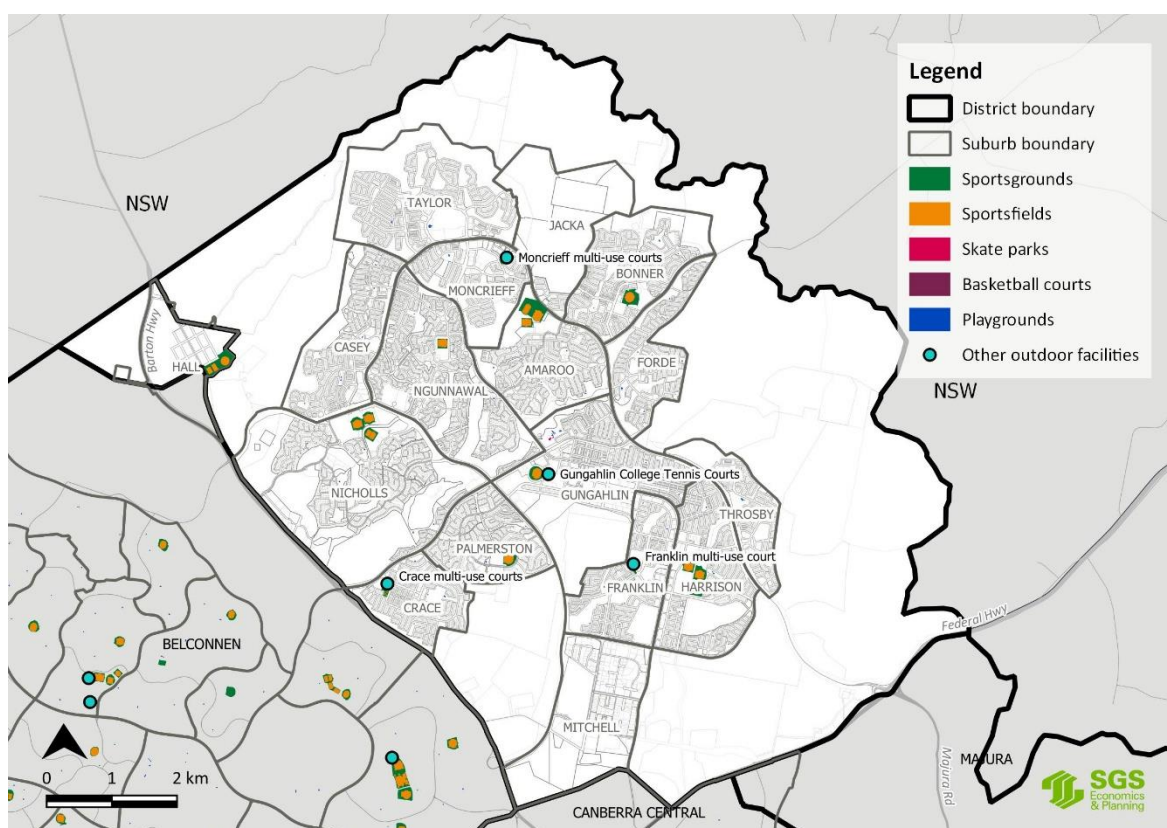 Legend
District boundary
Suburb boundary
Sportsgrounds
Sportsfields
Skate parks
Basketball courts
Playgrounds
Other outdoor facilities
NSW
TAYLOR
JACKA
Moncrieff multi-use courts
BONNER
MONCRIEFF
Barton Hwy
HALL
CASEY
AMAROO
FORDE
NGUNNAWAL
NSW
Gungahlin College Tennis Courts
NICHOLLS
GUNGAHLIN
THROSBY
PALMERSTON
Franklin multi-use court
Crace multi-use courts
FRANKLIN
HARRISON
CRACE
Federal Hwy
BELCONNEN
MITCHELL
Majura Rd
MAJURA
0 1 2 km
CANBERRA CENTRAL
SGS
Economics
& Planning